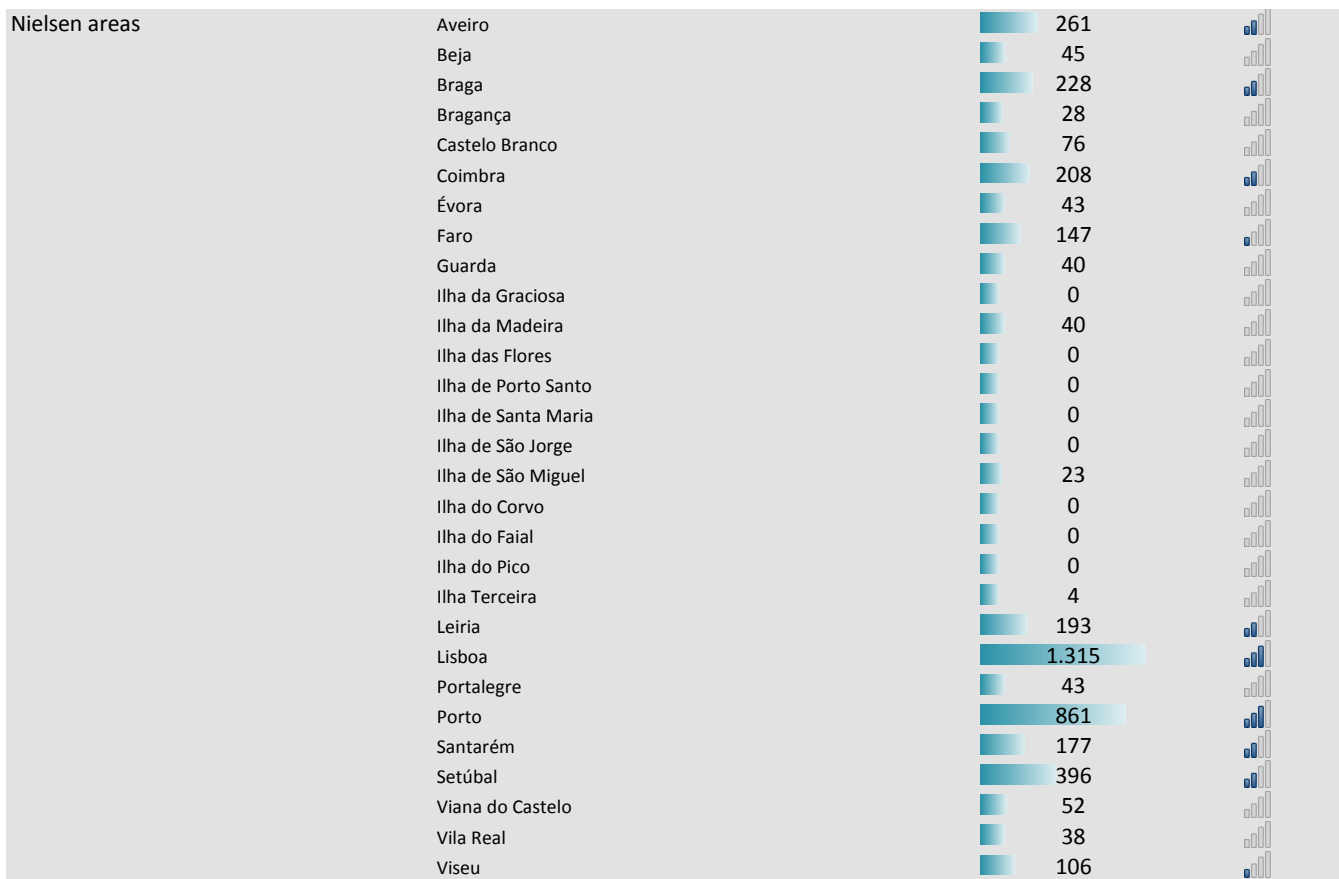 Nielsen areas Aveiro 261
Beja 45
Braga 228
Bragança 28
Castelo Branco 76
Coimbra 208
Évora 43
Faro 147
Guarda 40
Ilha da Graciosa 0
Ilha da Madeira 40
Ilha das Flores 0
Ilha de Porto Santo 0
Ilha de Santa Maria 0
Ilha de São Jorge 0
Ilha de São Miguel 23
Ilha do Corvo 0
Ilha do Faial 0
Ilha do Pico 0
Ilha Terceira 4
Leiria 193
Lisboa 1.315
Portalegre 43
Porto 861
Santarém 177
Setúbal 396
Viana do Castelo 52
Vila Real 38
Viseu 106